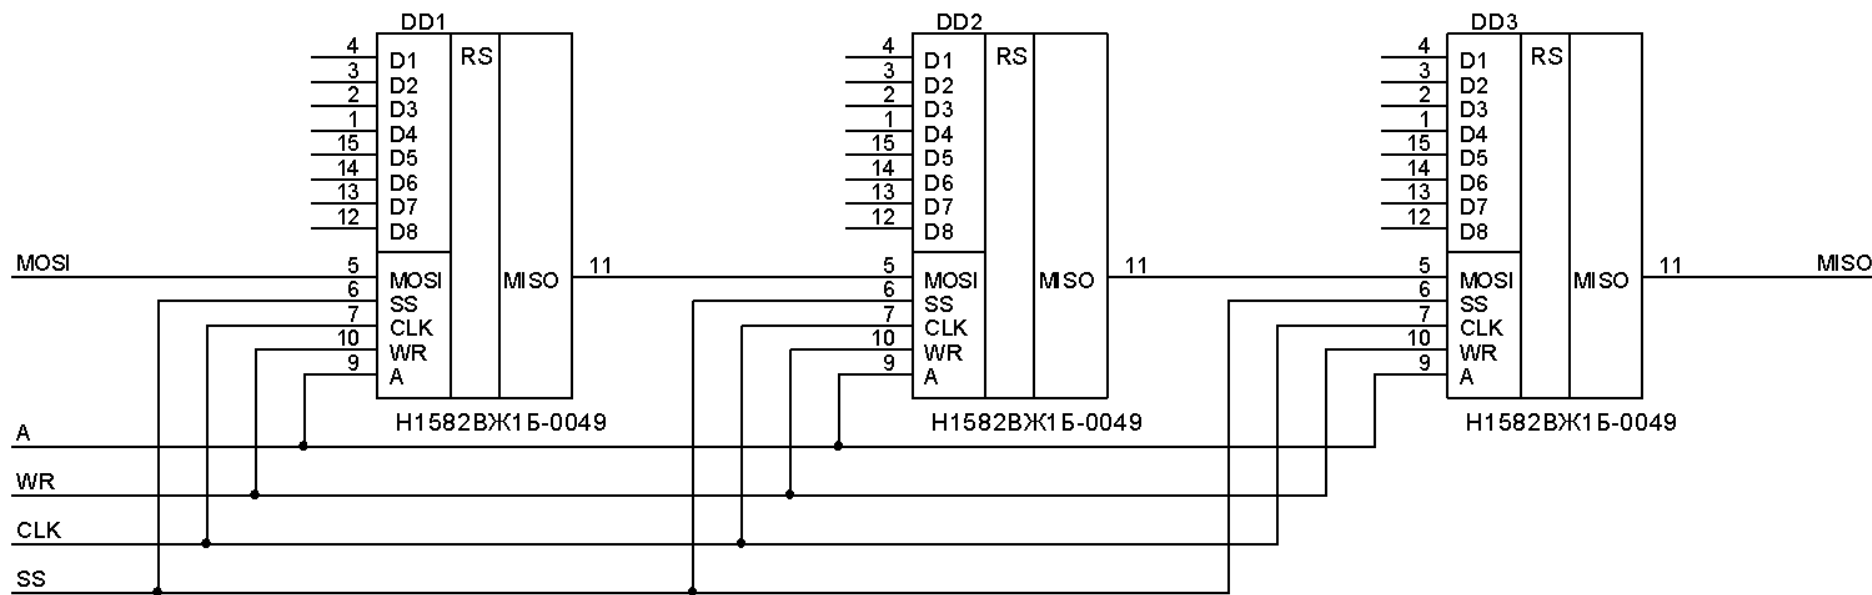 DD1 DD2 DD3
4 D1 RS 4 D1 RS 4 D1 RS
3 D2 3 D2 3 D2
2 D3 2 D3 2 D3
1 D4 1 D4 1 D4
15 D5 15 D5 15 D5
14 D6 14 D6 14 D6
13 D7 13 D7 13 D7
12 D8 12 D8 12 D8
MOSI 5 MOSI MISO 11 5 MOSI MISO 11 5 MOSI MISO 11 MISO
6 SS 6 SS 6 SS
7 CLK 7 CLK 7 CLK
10 WR 10 WR 10 WR
9 A 9 A 9 A
Н1582ВЖ1Б-0049 Н1582ВЖ1Б-0049 Н1582ВЖ1Б-0049
A
WR
CLK
SS